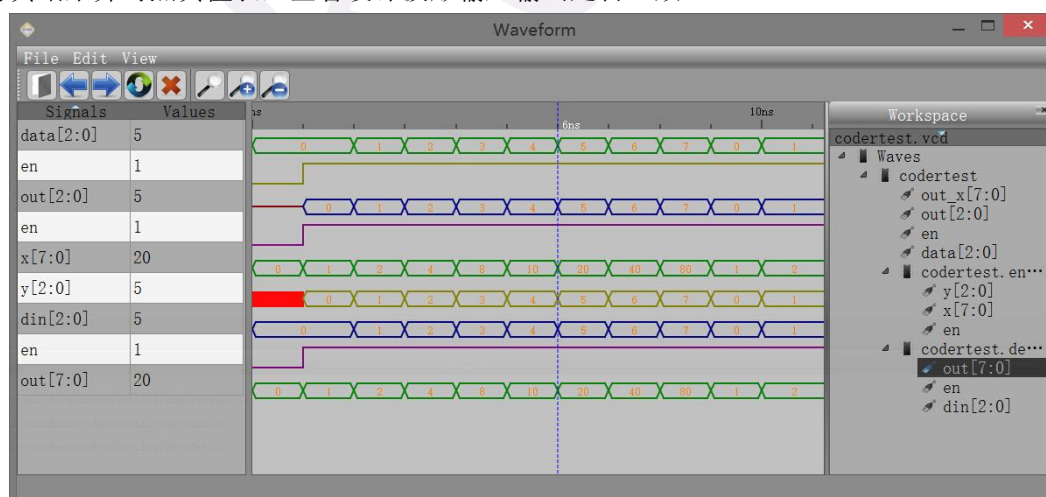 Waveform
File Edit View
Signals Values
data[2:0] 5
en 1
out[2:0] 5
en 1
x[7:0] 20
y[2:0] 5
din[2:0] 5
en 1
out[7:0] 20
ns 6ns 10ns
0 1 2 3 4 5 6 7 0 1
0 1 2 3 4 5 6 7 0 1
0 1 2 4 8 10 20 40 80 1 2
0 1 2 3 4 5 6 7 0 1
0 1 2 3 4 5 6 7 0 1
0 1 2 4 8 10 20 40 80 1 2
Workspace
codertest.vcd
Waves
codertest
out_x[7:0]
out[2:0]
en
data[2:0]
codertest.en…
y[2:0]
x[7:0]
en
codertest.de…
out[7:0]
en
din[2:0]